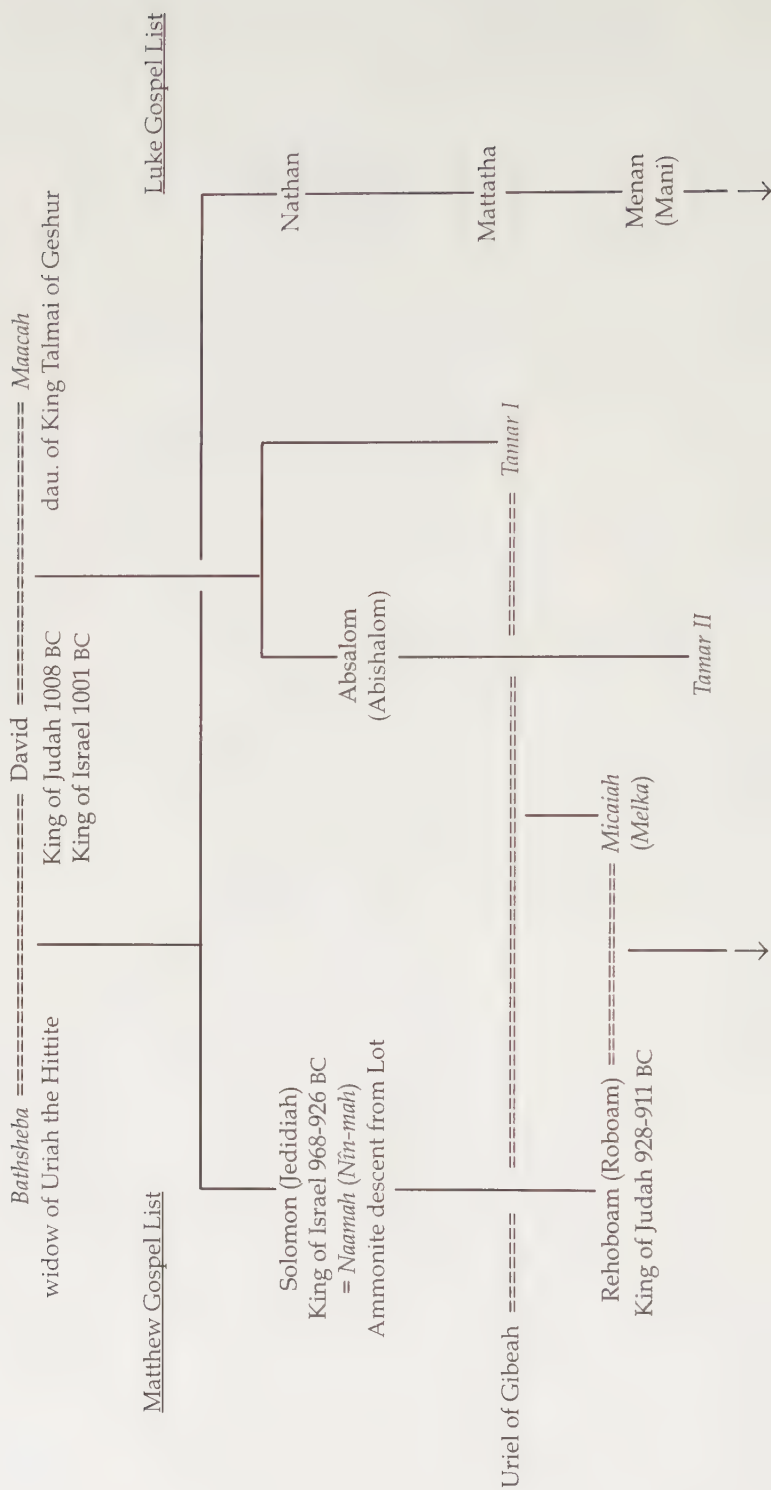 Bathsheba ==================== David ==================== Maacah
widow of Uriah the Hittite
King of Judah 1008 BC
King of Israel 1001 BC
dau. of King Talmai of Geshur
Matthew Gospel List
Luke Gospel List
Solomon (Jedidiah)
King of Israel 968-926 BC
= Naamah (Nîn-mah)
Ammonite descent from Lot
Absalom
(Abishalom)
Nathan
Uriel of Gibeah ======= ============================== ========== Tamar I
Mattatha
Rehoboam (Roboam) =============== Micaiah
King of Judah 928-911 BC
(Melka)
Tamar II
Menan
(Mani)